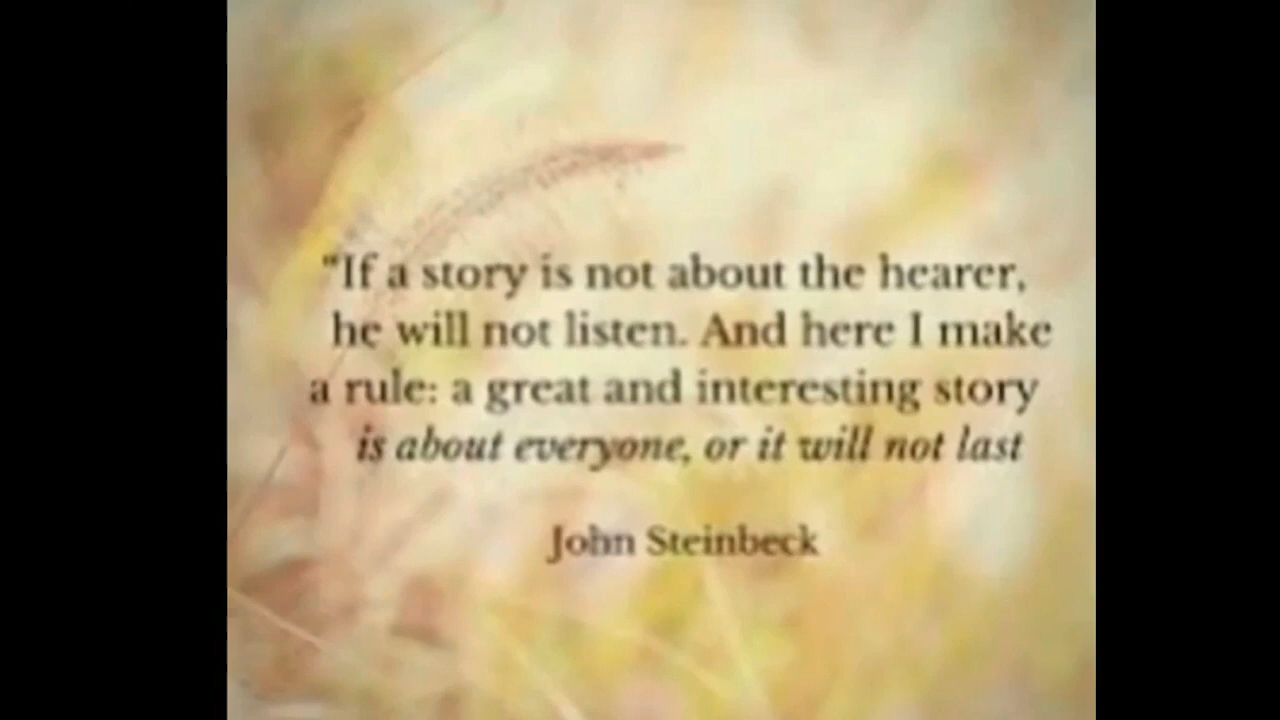 “If a story is not about the hearer,
he will not listen. And here I make
a rule: a great and interesting story
is about everyone, or it will not last
John Steinbeck